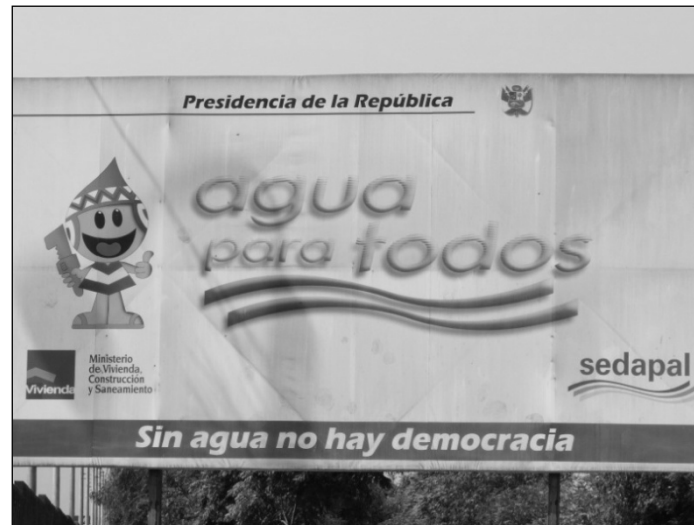 Presidencia de la República
agua
para todos
Ministerio
de Vivienda,
Construcción
y Saneamiento
Vivienda
sedapal
Sin agua no hay democracia